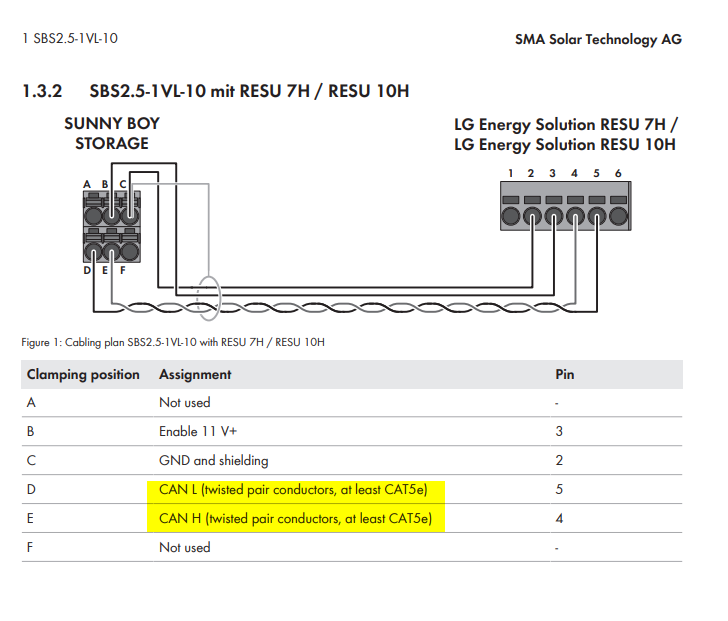 1 SBS2.5-1VL-10
SMA Solar Technology AG
1.3.2 SBS2.5-1VL-10 mit RESU 7H / RESU 10H
SUNNY BOY
STORAGE
LG Energy Solution RESU 7H /
LG Energy Solution RESU 10H
1 2 3 4 5 6
A B C
D E F
Figure 1: Cabling plan SBS2.5-1VL-10 with RESU 7H / RESU 10H
Clamping position Assignment Pin
A Not used -
B Enable 11 V+ 3
C GND and shielding 2
D CAN L (twisted pair conductors, at least CAT5e) 5
E CAN H (twisted pair conductors, at least CAT5e) 4
F Not used -